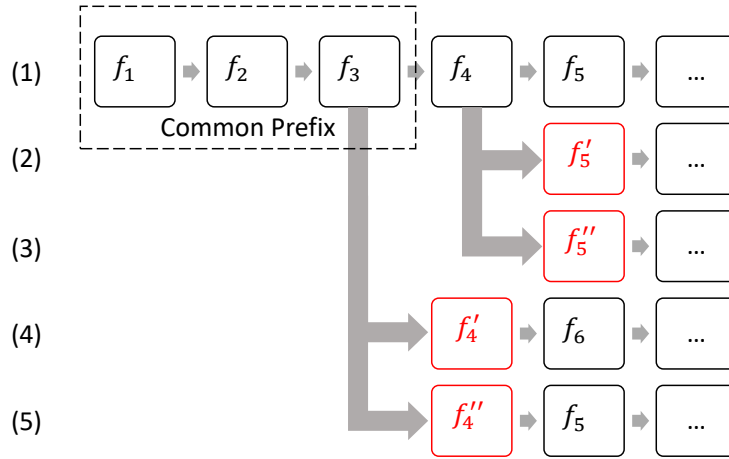 (1) f₁ f₂ f₃ f₄ f₅ ...
Common Prefix
(2) f₅′ ...
(3) f₅″ ...
(4) f₄′ f₆ ...
(5) f₄″ f₅ ...